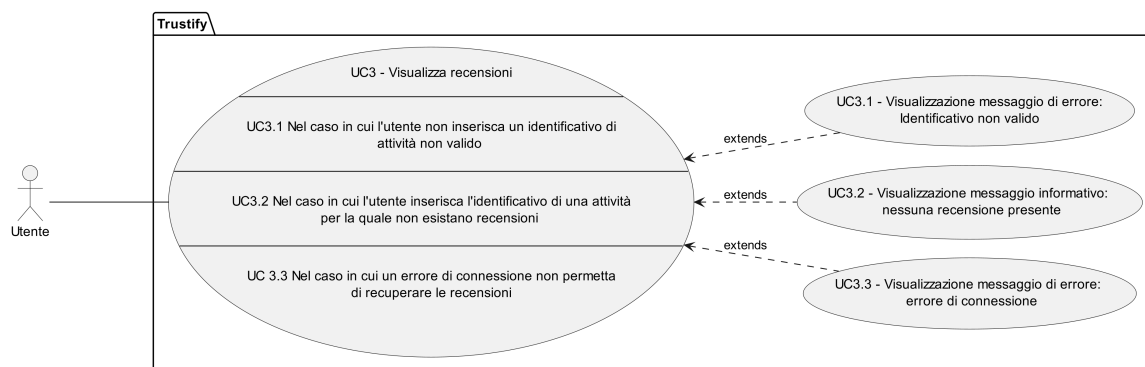 Trustify
UC3 - Visualizza recensioni
UC3.1 Nel caso in cui l'utente non inserisca un identificativo di
attività non valido
UC3.2 Nel caso in cui l'utente inserisca l'identificativo di una attività
per la quale non esistano recensioni
UC 3.3 Nel caso in cui un errore di connessione non permetta
di recuperare le recensioni
Utente
extends
extends
extends
UC3.1 - Visualizzazione messaggio di errore:
Identificativo non valido
UC3.2 - Visualizzazione messaggio informativo:
nessuna recensione presente
UC3.3 - Visualizzazione messaggio di errore:
errore di connessione